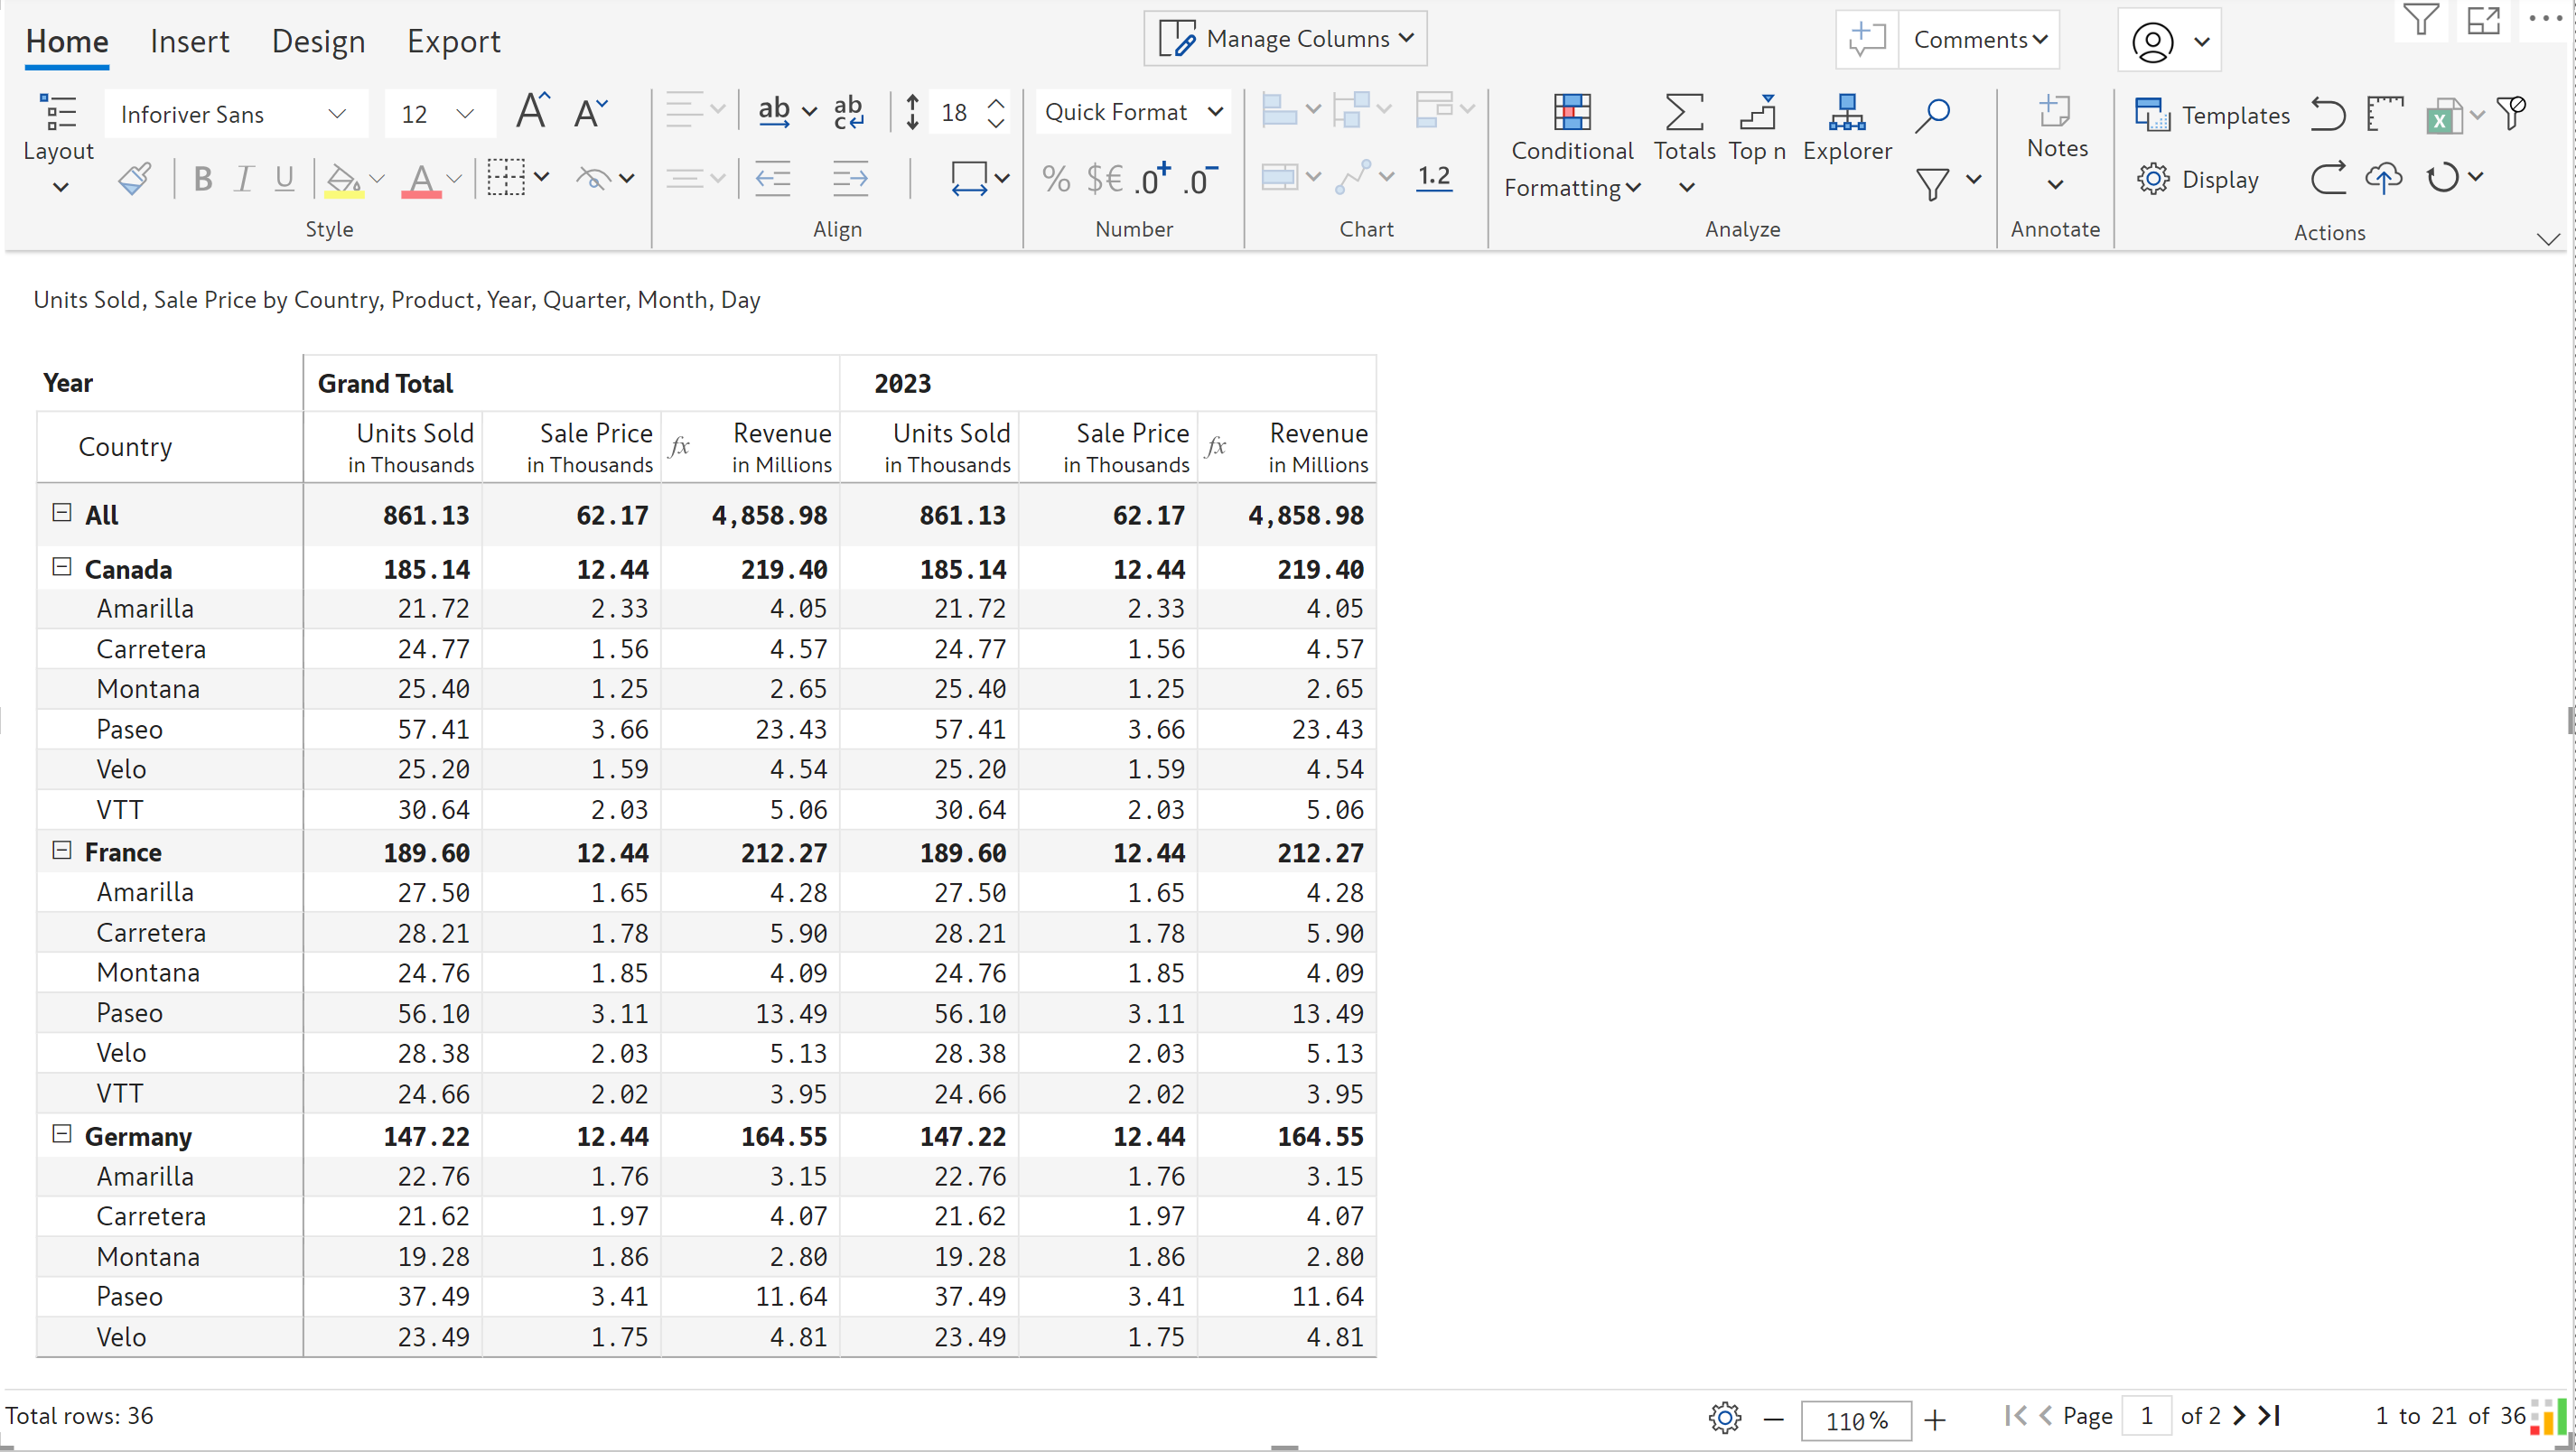 Home Insert Design Export Manage Columns Comments
Layout Inforiver Sans 12 A A ab ab 18 Quick Format Conditional Totals Top n Explorer Notes Templates
c
B I U A % $€ .0+ .0- 1.2 Formatting Display
Style Align Number Chart Analyze Annotate Actions
Units Sold, Sale Price by Country, Product, Year, Quarter, Month, Day
Year Grand Total 2023
Country Units Sold Sale Price fx Revenue Units Sold Sale Price fx Revenue
in Thousands in Thousands in Millions in Thousands in Thousands in Millions
All 861.13 62.17 4,858.98 861.13 62.17 4,858.98
Canada 185.14 12.44 219.40 185.14 12.44 219.40
Amarilla 21.72 2.33 4.05 21.72 2.33 4.05
Carretera 24.77 1.56 4.57 24.77 1.56 4.57
Montana 25.40 1.25 2.65 25.40 1.25 2.65
Paseo 57.41 3.66 23.43 57.41 3.66 23.43
Velo 25.20 1.59 4.54 25.20 1.59 4.54
VTT 30.64 2.03 5.06 30.64 2.03 5.06
France 189.60 12.44 212.27 189.60 12.44 212.27
Amarilla 27.50 1.65 4.28 27.50 1.65 4.28
Carretera 28.21 1.78 5.90 28.21 1.78 5.90
Montana 24.76 1.85 4.09 24.76 1.85 4.09
Paseo 56.10 3.11 13.49 56.10 3.11 13.49
Velo 28.38 2.03 5.13 28.38 2.03 5.13
VTT 24.66 2.02 3.95 24.66 2.02 3.95
Germany 147.22 12.44 164.55 147.22 12.44 164.55
Amarilla 22.76 1.76 3.15 22.76 1.76 3.15
Carretera 21.62 1.97 4.07 21.62 1.97 4.07
Montana 19.28 1.86 2.80 19.28 1.86 2.80
Paseo 37.49 3.41 11.64 37.49 3.41 11.64
Velo 23.49 1.75 4.81 23.49 1.75 4.81
Total rows: 36 110% Page 1 of 2 1 to 21 of 36